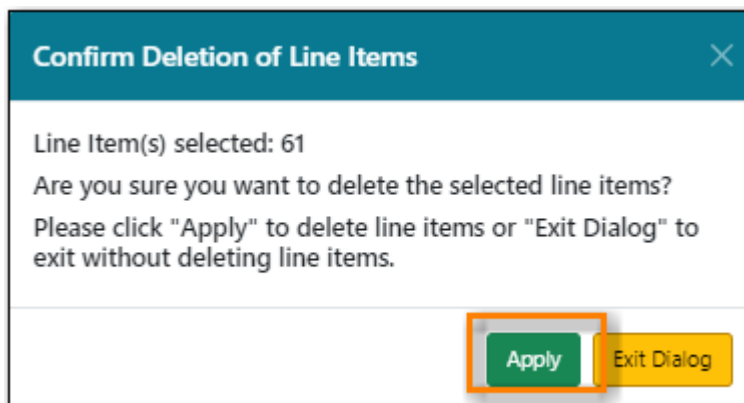 Confirm Deletion of Line Items
Line Item(s) selected: 61
Are you sure you want to delete the selected line items?
Please click "Apply" to delete line items or "Exit Dialog" to
exit without deleting line items.
Apply
Exit Dialog